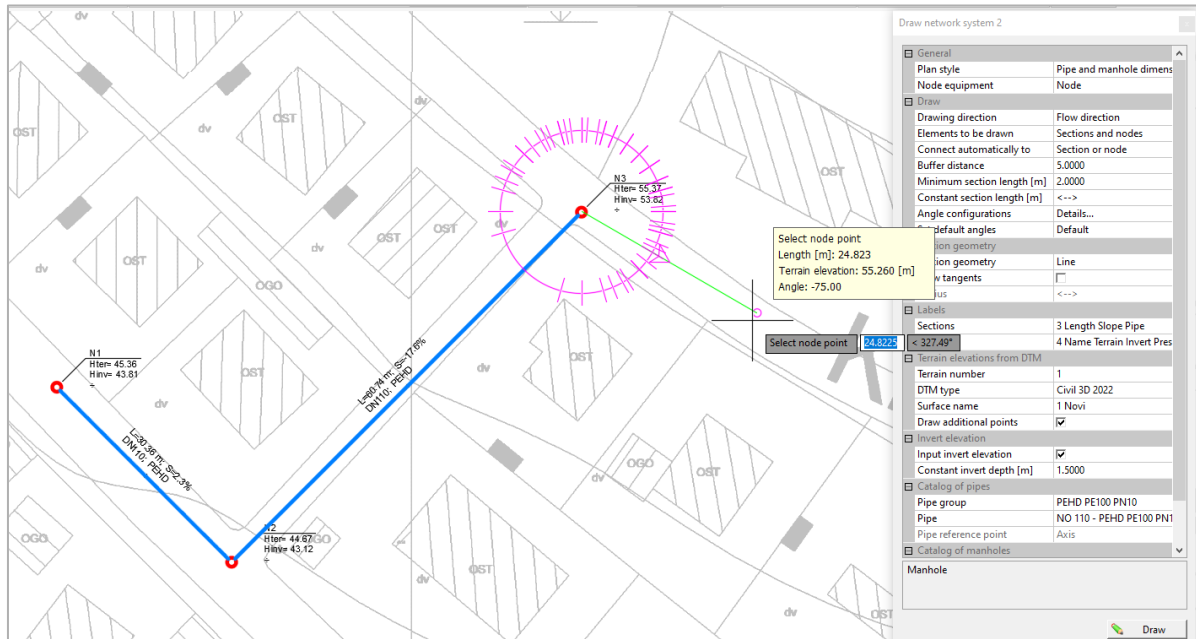 dv
dv
dv
dv
dv
dv
dv
dv
dv
dv
dv
OST
OST
OST
OST
OST
OST
OST
OST
OST
OST
OST
OGO
OGO
OGO
OGO
K
N1
Hter= 45.36
Hinv= 43.81
÷
L=30.36 m; S=2.3%
DN110; PEHD
N2
Hter= 44.67
Hinv= 43.12
÷
L=60.74 m; S=-17.6%
DN110; PEHD
N3
Hter= 55.37
Hinv= 53.82
÷
Select node point
Length [m]: 24.823
Terrain elevation: 55.260 [m]
Angle: -75.00
Select node point 24.8225 < 327.49°
Draw network system 2
General
Plan style Pipe and manhole dimens
Node equipment Node
Draw
Drawing direction Flow direction
Elements to be drawn Sections and nodes
Connect automatically to Section or node
Buffer distance 5.0000
Minimum section length [m] 2.0000
Constant section length [m] <-->
Angle configurations Details...
default angles Default
geometry
geometry Line
tangents
<-->
Labels
Sections 3 Length Slope Pipe
4 Name Terrain Invert Pres
Terrain elevations from DTM
Terrain number 1
DTM type Civil 3D 2022
Surface name 1 Novi
Draw additional points
Invert elevation
Input invert elevation
Constant invert depth [m] 1.5000
Catalog of pipes
Pipe group PEHD PE100 PN10
Pipe NO 110 - PEHD PE100 PN1
Pipe reference point Axis
Catalog of manholes
Manhole
Draw